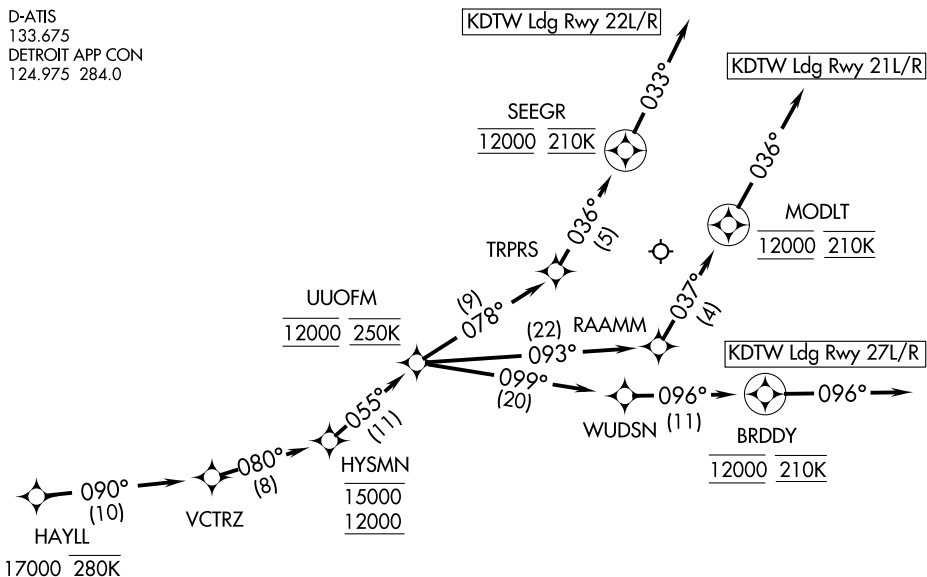 D-ATIS
133.675
DETROIT APP CON
124.975 284.0
KDTW Ldg Rwy 22L/R
KDTW Ldg Rwy 21L/R
033°
036°
SEEGR
12000 210K
MODLT
12000 210K
036°
(5)
TRPRS
037°
(4)
UUOFM
12000 250K
(9)
078°
(22)
093°
RAAMM
099°
(20)
KDTW Ldg Rwy 27L/R
096°
(11)
096°
WUDSN
BRDDY
12000 210K
055°
(11)
HYSMN
15000
12000
080°
(8)
VCTRZ
090°
(10)
HAYLL
17000 280K